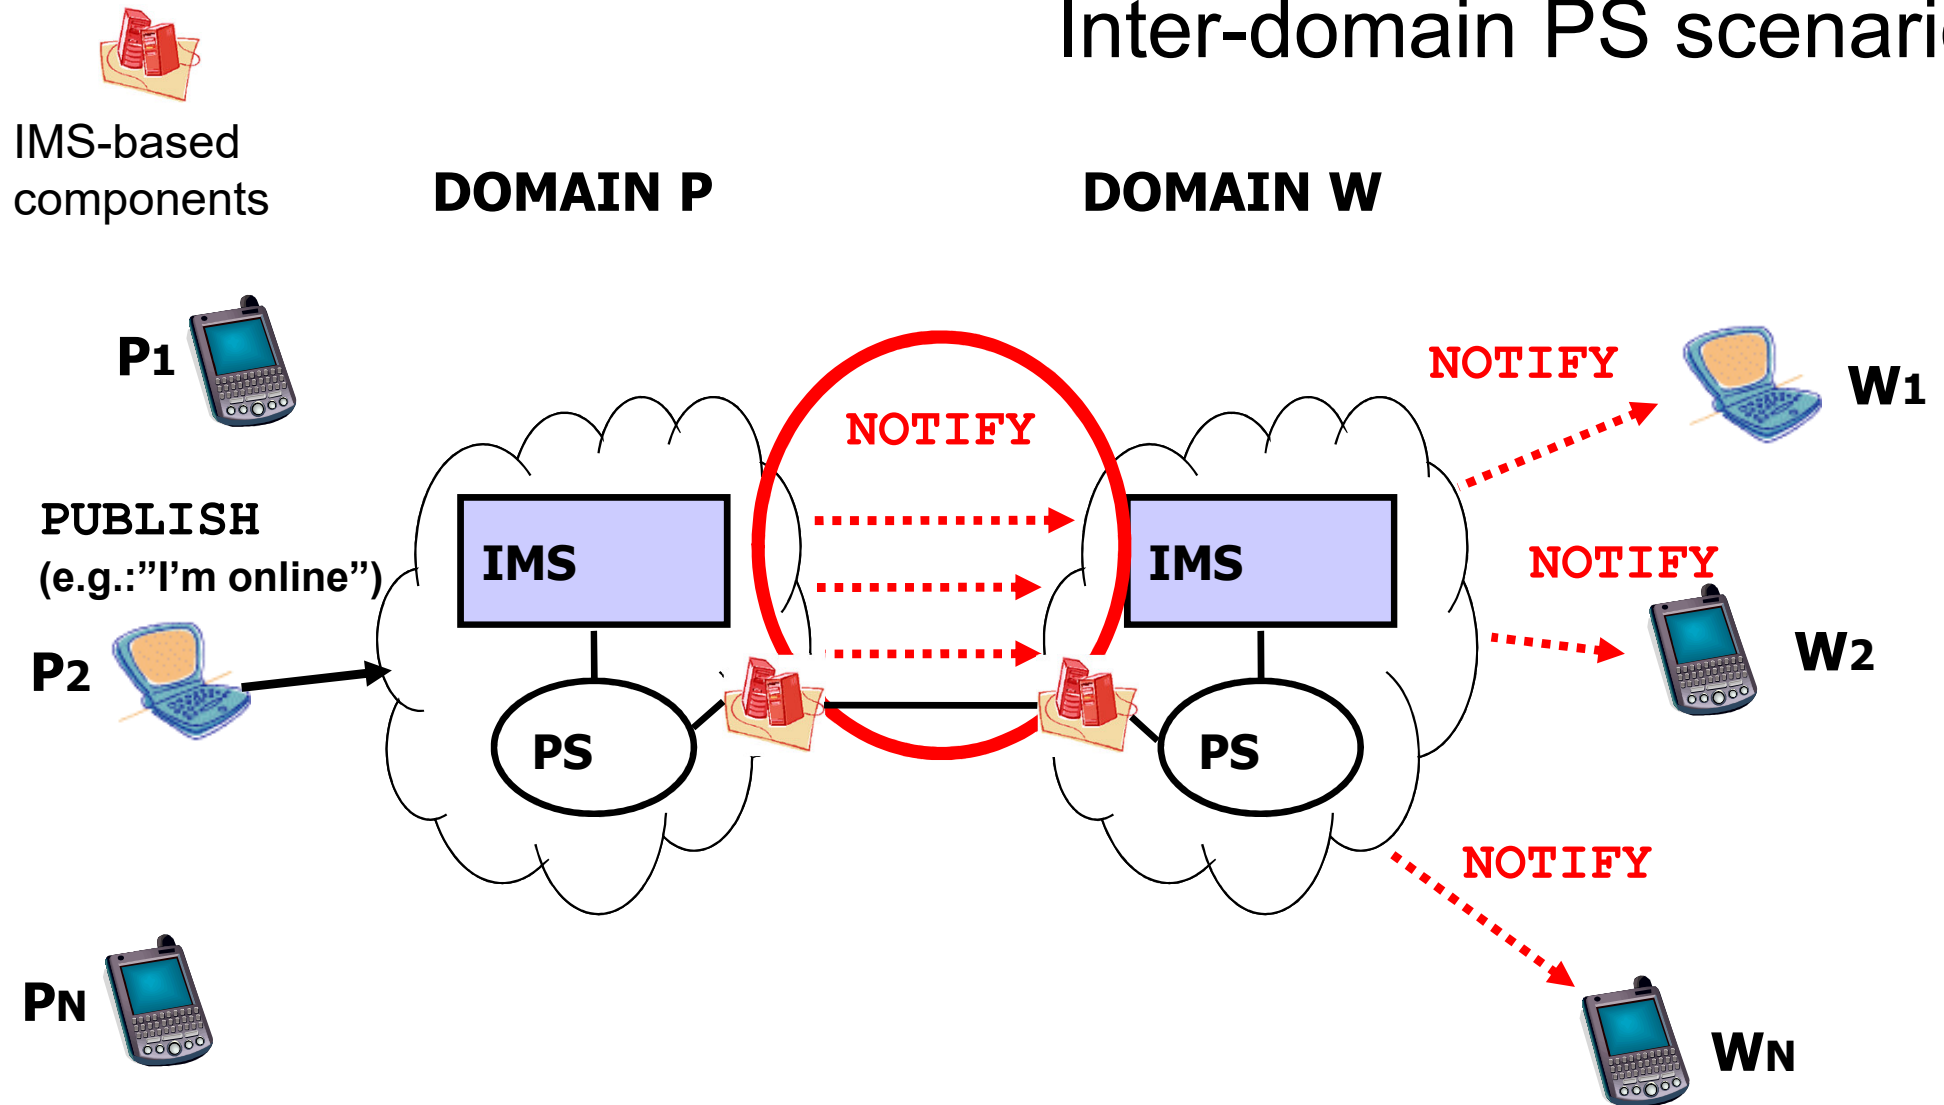 Inter-domain PS scenari
IMS-based
components
DOMAIN P
DOMAIN W
P1
NOTIFY
W1
NOTIFY
PUBLISH
(e.g.:”I’m online”)
IMS
IMS
NOTIFY
P2
W2
PS
PS
NOTIFY
PN
WN